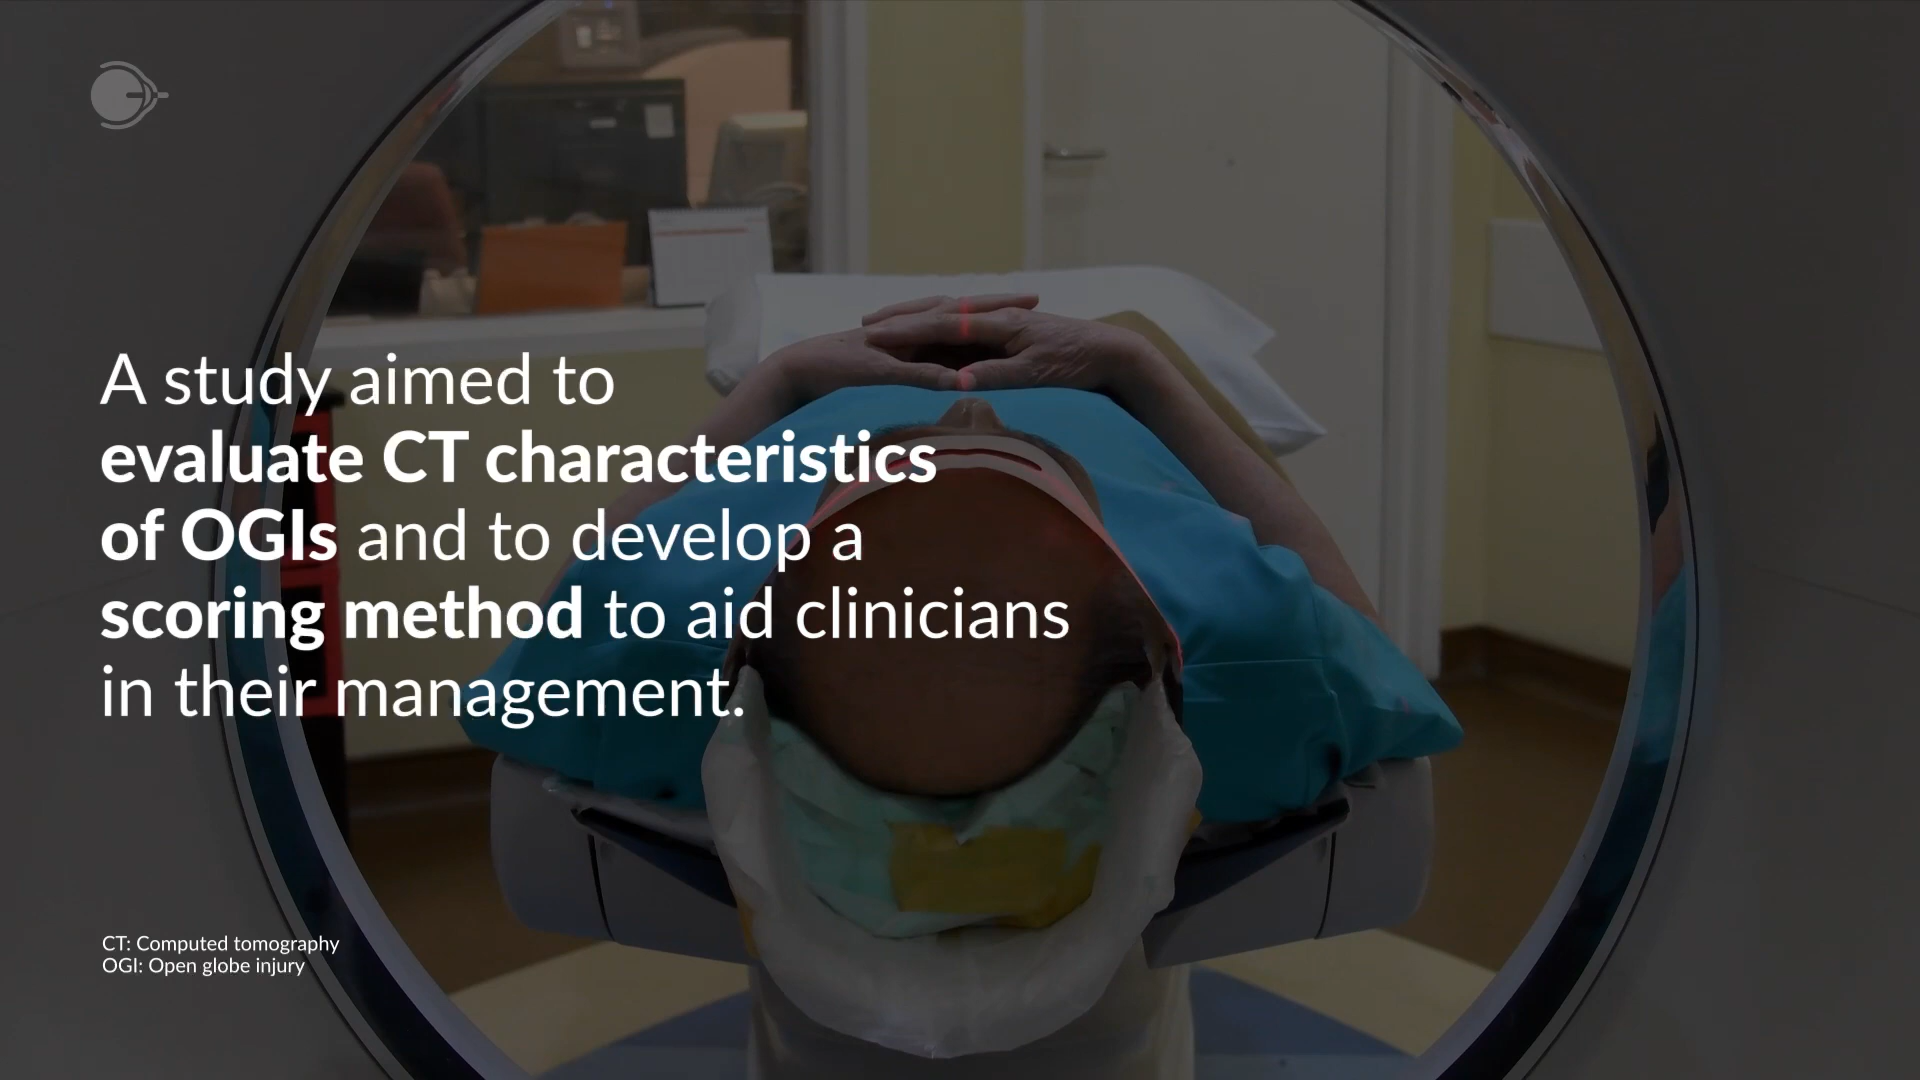 A study aimed to
evaluate CT characteristics
of OGIs and to develop a
scoring method to aid clinicians
in their management.
CT: Computed tomography
OGI: Open globe injury